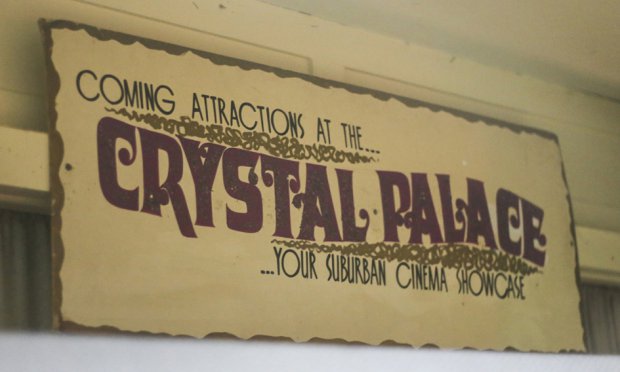 COMING ATTRACTIONS AT THE...
CRYSTAL PALACE
...YOUR SUBURBAN CINEMA SHOWCASE